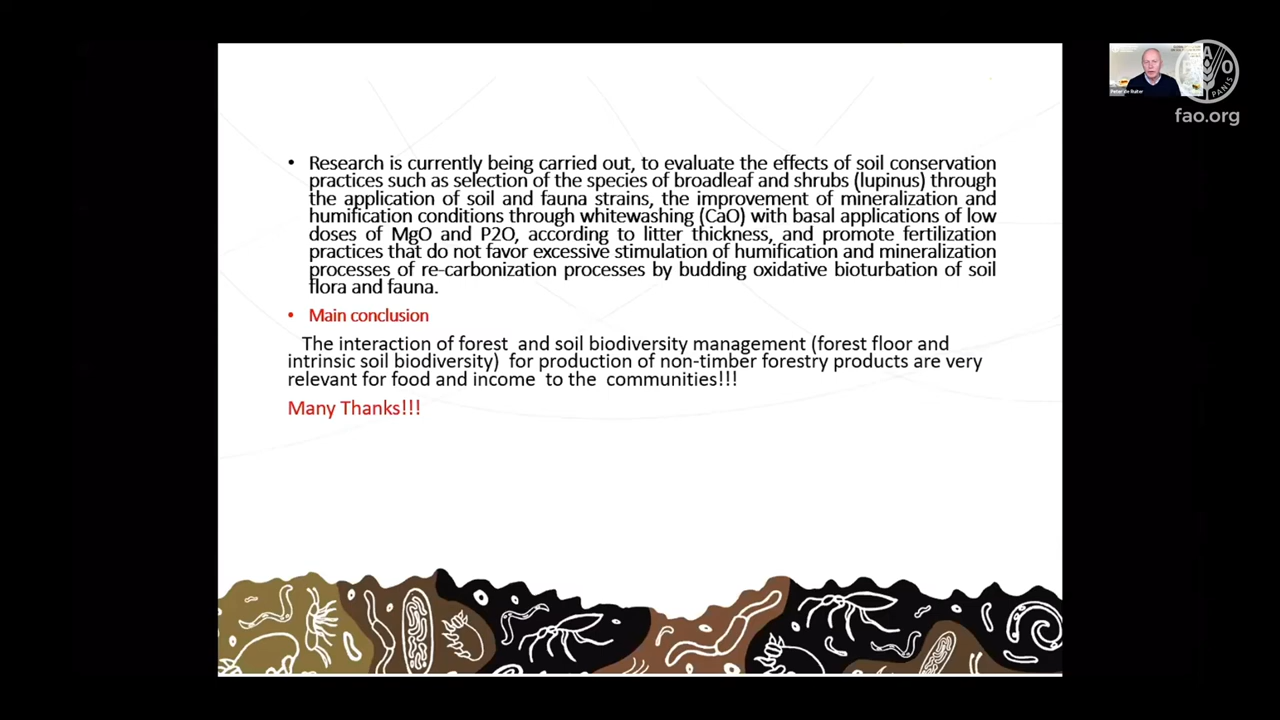 • Research is currently being carried out, to evaluate the effects of soil conservation
practices such as selection of the species of broadleaf and shrubs (lupinus) through
the application of soil and fauna strains, the improvement of mineralization and
humification conditions through whitewashing (CaO) with basal applications of low
doses of MgO and P2O, according to litter thickness, and promote fertilization
practices that do not favor excessive stimulation of humification and mineralization
processes of re-carbonization processes by budding oxidative bioturbation of soil
flora and fauna.
• Main conclusion
The interaction of forest and soil biodiversity management (forest floor and
intrinsic soil biodiversity) for production of non-timber forestry products are very
relevant for food and income to the communities!!!
Many Thanks!!!
Peter de Ruiter
fao.org